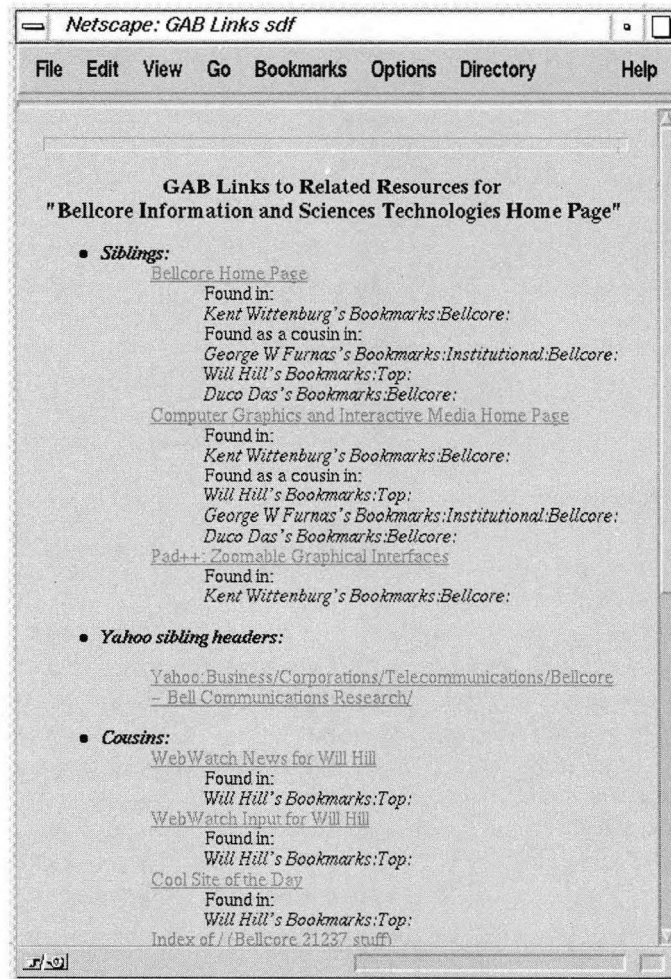 Netscape: GAB Links sdf
File Edit View Go Bookmarks Options Directory Help
GAB Links to Related Resources for
"Bellcore Information and Sciences Technologies Home Page"
• Siblings:
Bellcore Home Page
Found in:
Kent Wittenburg's Bookmarks:Bellcore:
Found as a cousin in:
George W Furnas's Bookmarks:Institutional:Bellcore:
Will Hill's Bookmarks:Top:
Duco Das's Bookmarks:Bellcore:
Computer Graphics and Interactive Media Home Page
Found in:
Kent Wittenburg's Bookmarks:Bellcore:
Found as a cousin in:
Will Hill's Bookmarks:Top:
George W Furnas's Bookmarks:Institutional:Bellcore:
Duco Das's Bookmarks:Bellcore:
Pad++: Zoomable Graphical Interfaces
Found in:
Kent Wittenburg's Bookmarks:Bellcore:
• Yahoo sibling headers:
Yahoo:Business/Corporations/Telecommunications/Bellcore
– Bell Communications Research/
• Cousins:
WebWatch News for Will Hill
Found in:
Will Hill's Bookmarks:Top:
WebWatch Input for Will Hill
Found in:
Will Hill's Bookmarks:Top:
Cool Site of the Day
Found in:
Will Hill's Bookmarks:Top:
Index of / (Bellcore 21237 stuff)